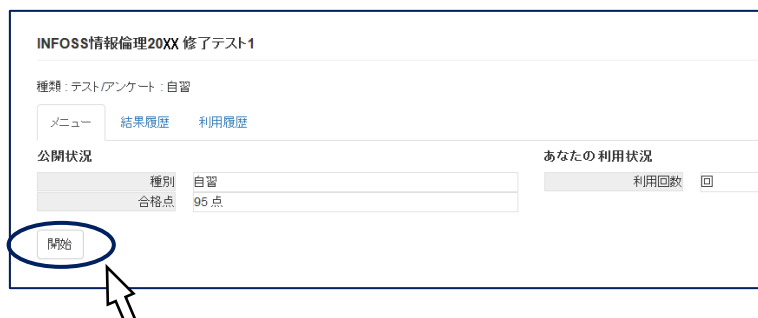 INFOSS情報倫理20XX 修了テスト1
種類 : テスト/アンケート : 自習
メニュー 結果履歴 利用履歴
公開状況 あなたの利用状況
種別 自習 利用回数 回
合格点 95 点
開始